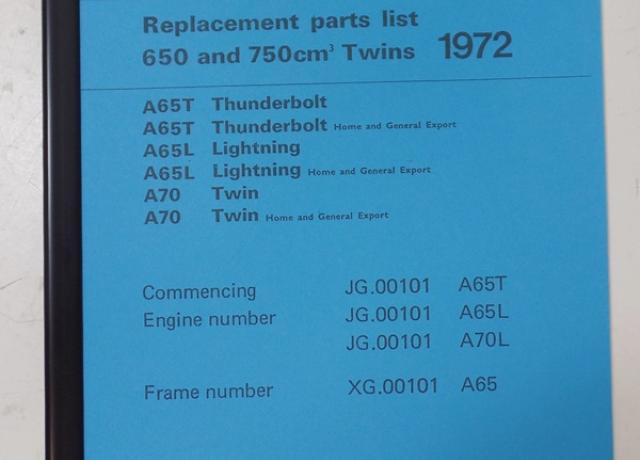 Replacement parts list
650 and 750cm³ Twins 1972
A65T Thunderbolt
A65T Thunderbolt Home and General Export
A65L Lightning
A65L Lightning Home and General Export
A70 Twin
A70 Twin Home and General Export
Commencing JG.00101 A65T
Engine number JG.00101 A65L
JG.00101 A70L
Frame number XG.00101 A65